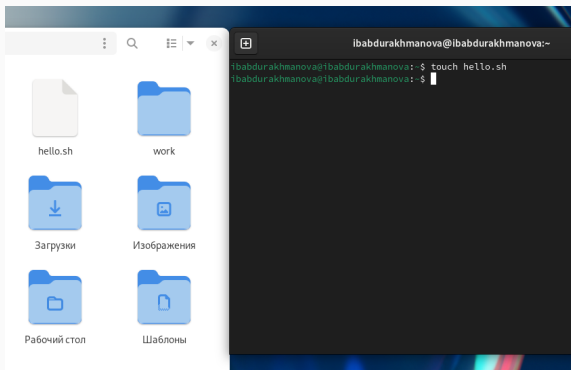 ibabdurakhmanova@ibabdurakhmanova:~
ibabdurakhmanova@ibabdurakhmanova:~$ touch hello.sh
ibabdurakhmanova@ibabdurakhmanova:~$
hello.sh
work
Загрузки
Изображения
Рабочий стол
Шаблоны